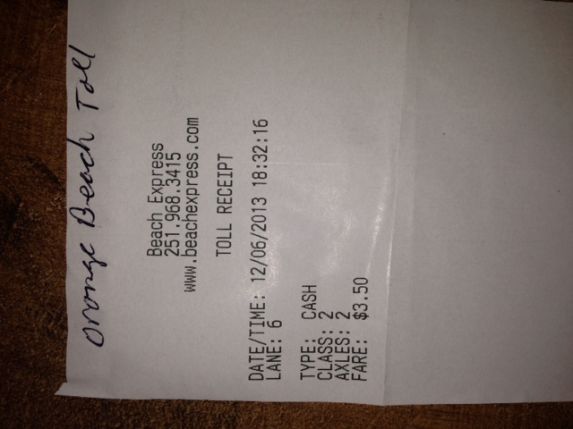 Orange Beach Toll
Beach Express
251.968.3415
www.beachexpress.com
TOLL RECEIPT
DATE/TIME: 12/06/2013 18:32:16
LANE: 6
TYPE: CASH
CLASS: 2
AXLES: 2
FARE: $3.50